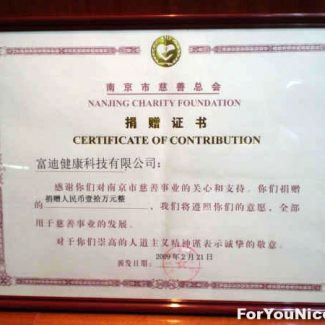 南京市慈善总会
NANJING CHARITY FOUNDATION
捐赠证书
CERTIFICATE OF CONTRIBUTION
富迪健康科技有限公司：
感谢你们对南京市慈善事业的关心和支持。你们捐赠
的捐赠人民币壹拾万元整，我们将遵照你们的意愿，全部
用于慈善事业的发展。
对于你们崇高的人道主义精神谨表示诚挚的敬意。
颁发日期：2009年2月21日
ForYouNice